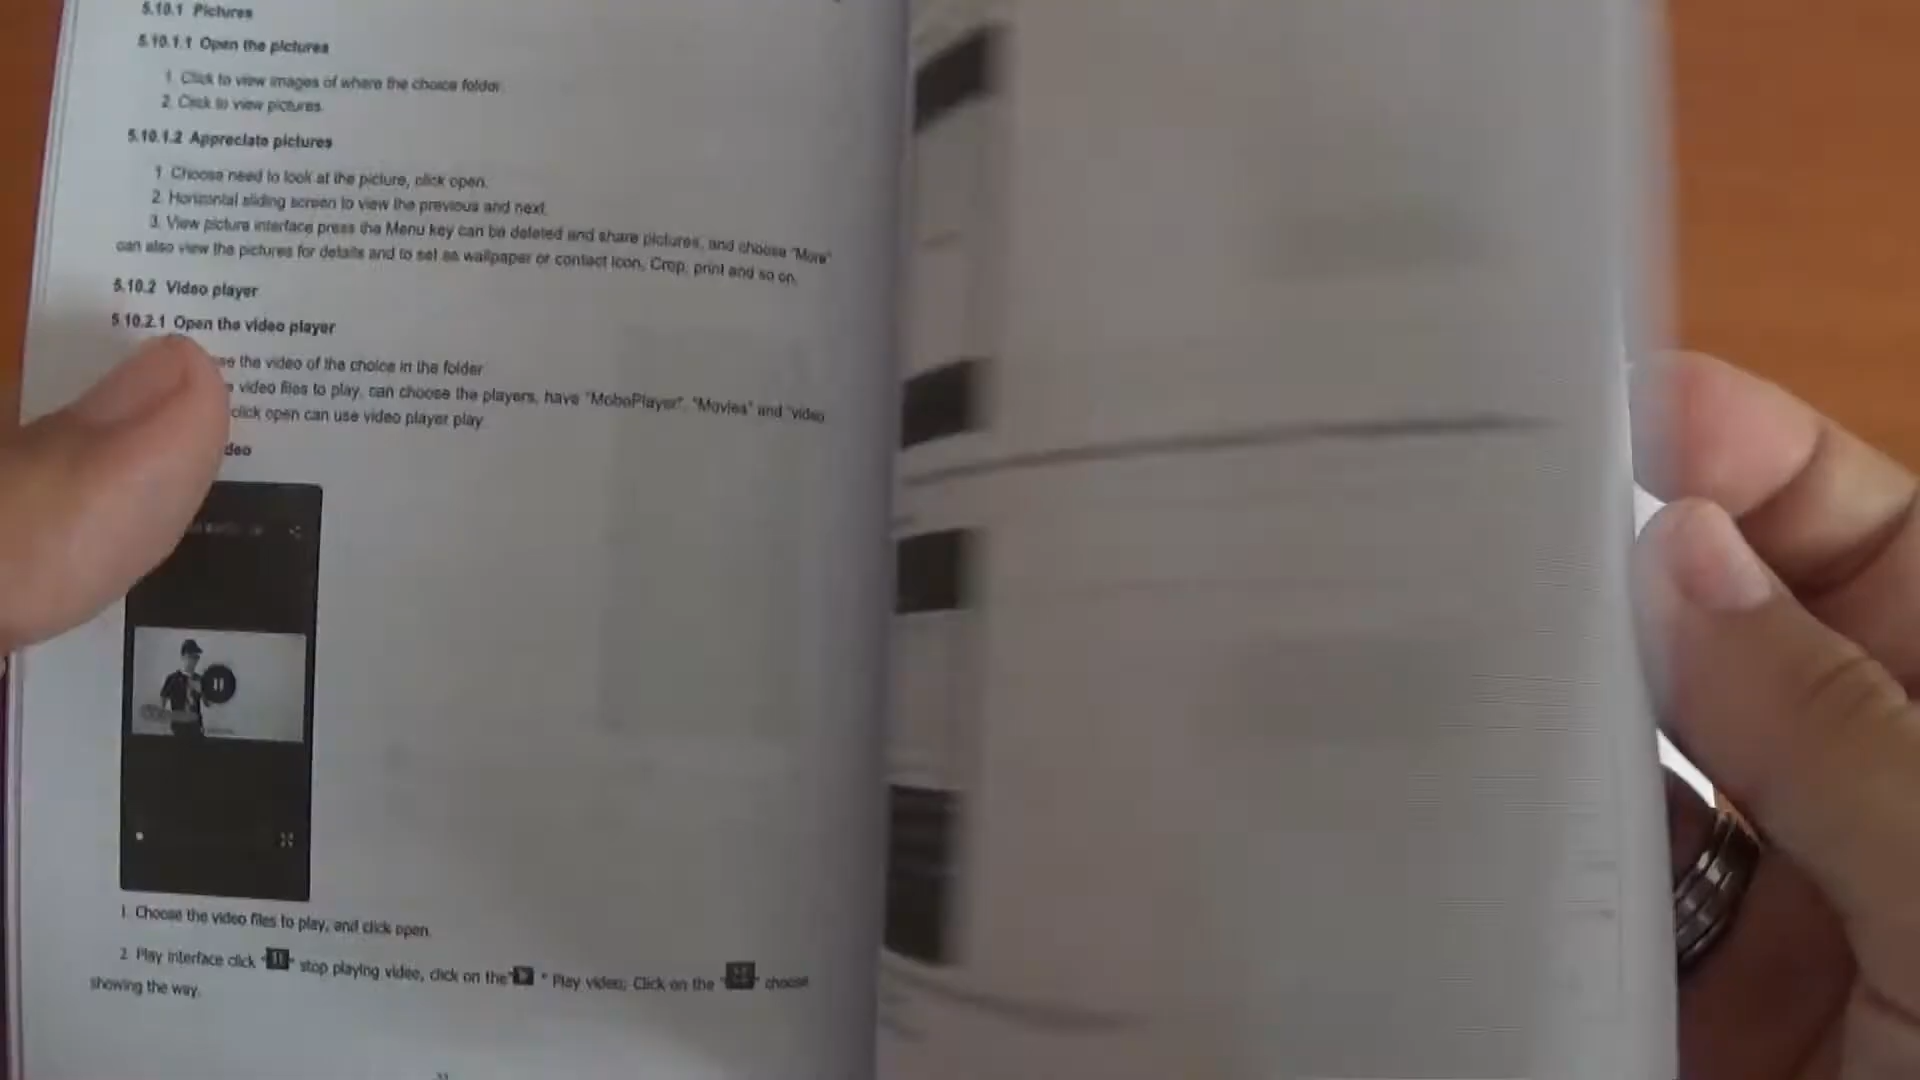 5.10.1 Pictures
5.10.1.1 Open the pictures
1. Click to view images of where the choice folder.
2. Click to view pictures.
5.10.1.2 Appreciate pictures
1. Choose need to look at the picture, click open.
2. Horizontal sliding screen to view the previous and next.
3. View picture interface press the Menu key can be deleted and share pictures, and choose "More"
can also view the pictures for details and to set as wallpaper or contact icon, Crop, print and so on.
5.10.2 Video player
5.10.2.1 Open the video player
se the video of the choice in the folder
video files to play, can choose the players, have "MoboPlayer", "Movies" and "video
click open can use video player play
deo
1. Choose the video files to play, and click open.
2. Play interface click " " stop playing video, click on the " " Play video; Click on the " " choose
showing the way.